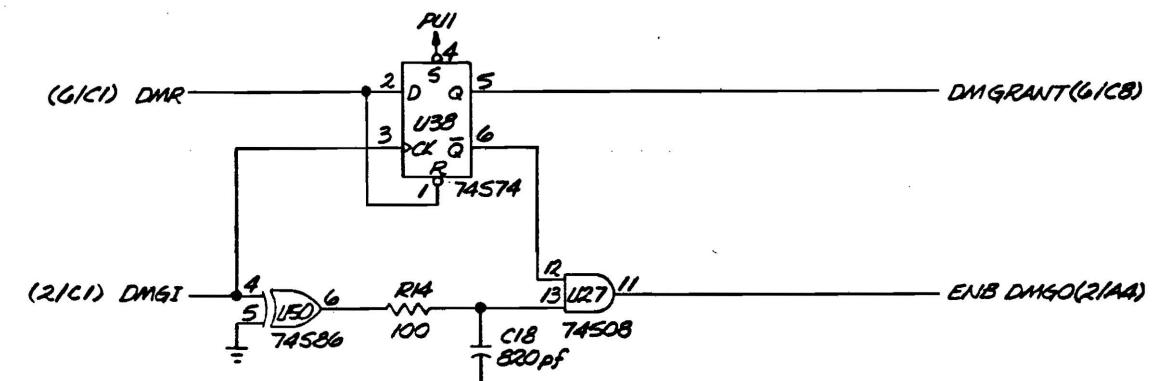 PU1
4
(6/C1) DMR
2
D
S
Q
5
DMGRANT(6/C8)
U38
3
CK
Q̅
6
R
1
74S74
(2/C1) DMGI
4
5
U50
6
74S86
R14
100
C18
820pf
12
13
U27
11
74S08
ENB DMGO(2/A4)